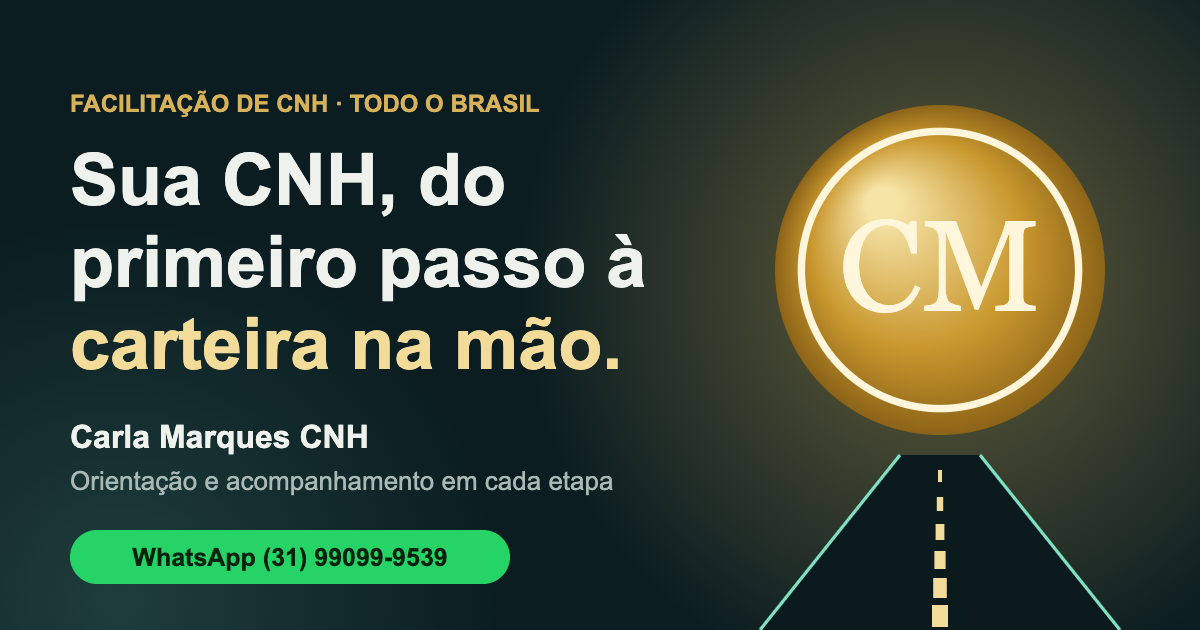 FACILITAÇÃO DE CNH · TODO O BRASIL
Sua CNH, do
primeiro passo à
carteira na mão.
CM
Carla Marques CNH
Orientação e acompanhamento em cada etapa
WhatsApp (31) 99099-9539